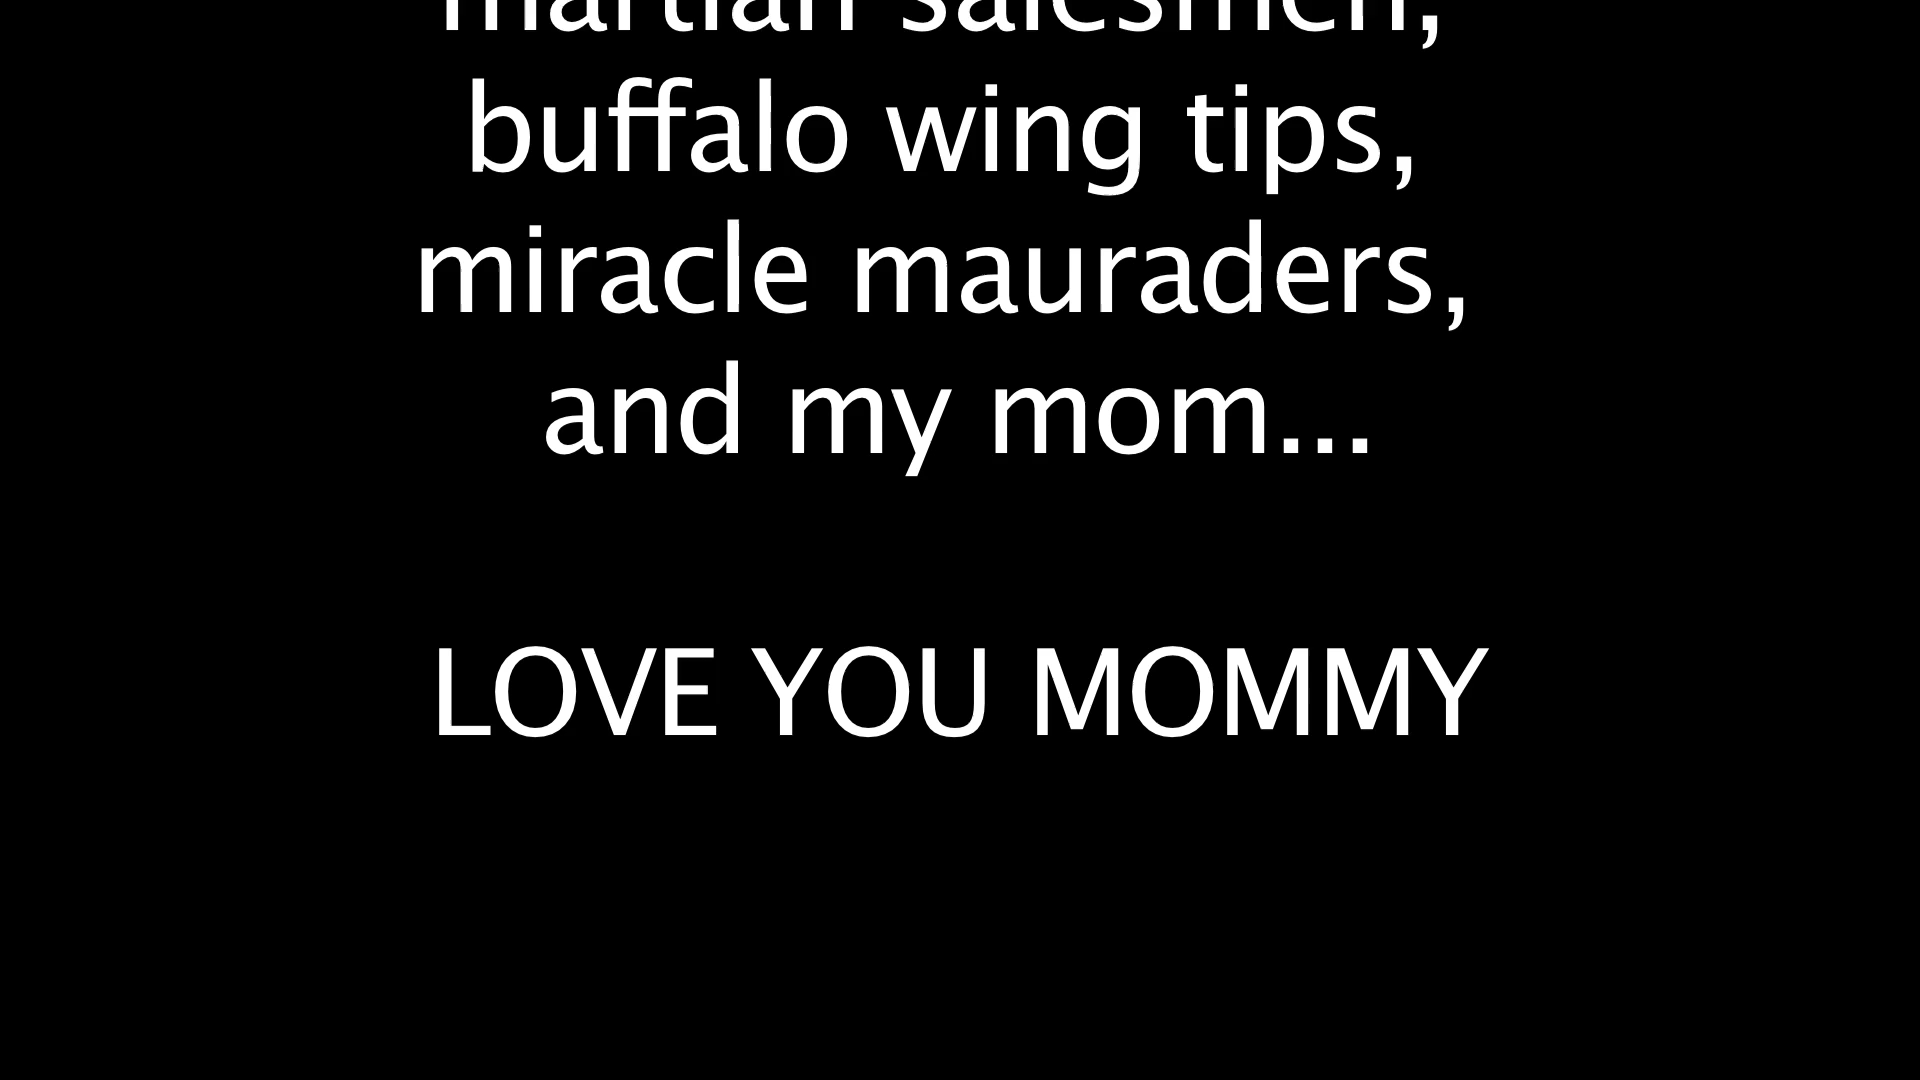 martian salesmen,
buffalo wing tips,
miracle mauraders,
and my mom...
LOVE YOU MOMMY